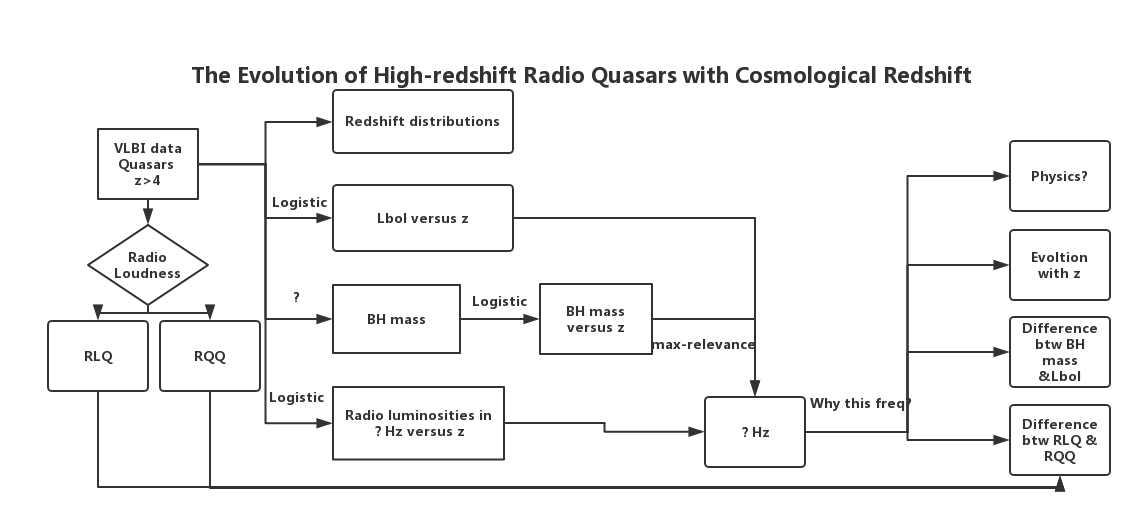 The Evolution of High-redshift Radio Quasars with Cosmological Redshift
VLBI data
Quasars
z>4
Radio
Loudness
RLQ
RQQ
Redshift distributions
Logistic
Lbol versus z
?
BH mass
Logistic
BH mass
versus z
max-relevance
Logistic
Radio luminosities in
? Hz versus z
? Hz
Why this freq?
Physics?
Evoltion
with z
Difference
btw BH
mass
&Lbol
Difference
btw RLQ &
RQQ